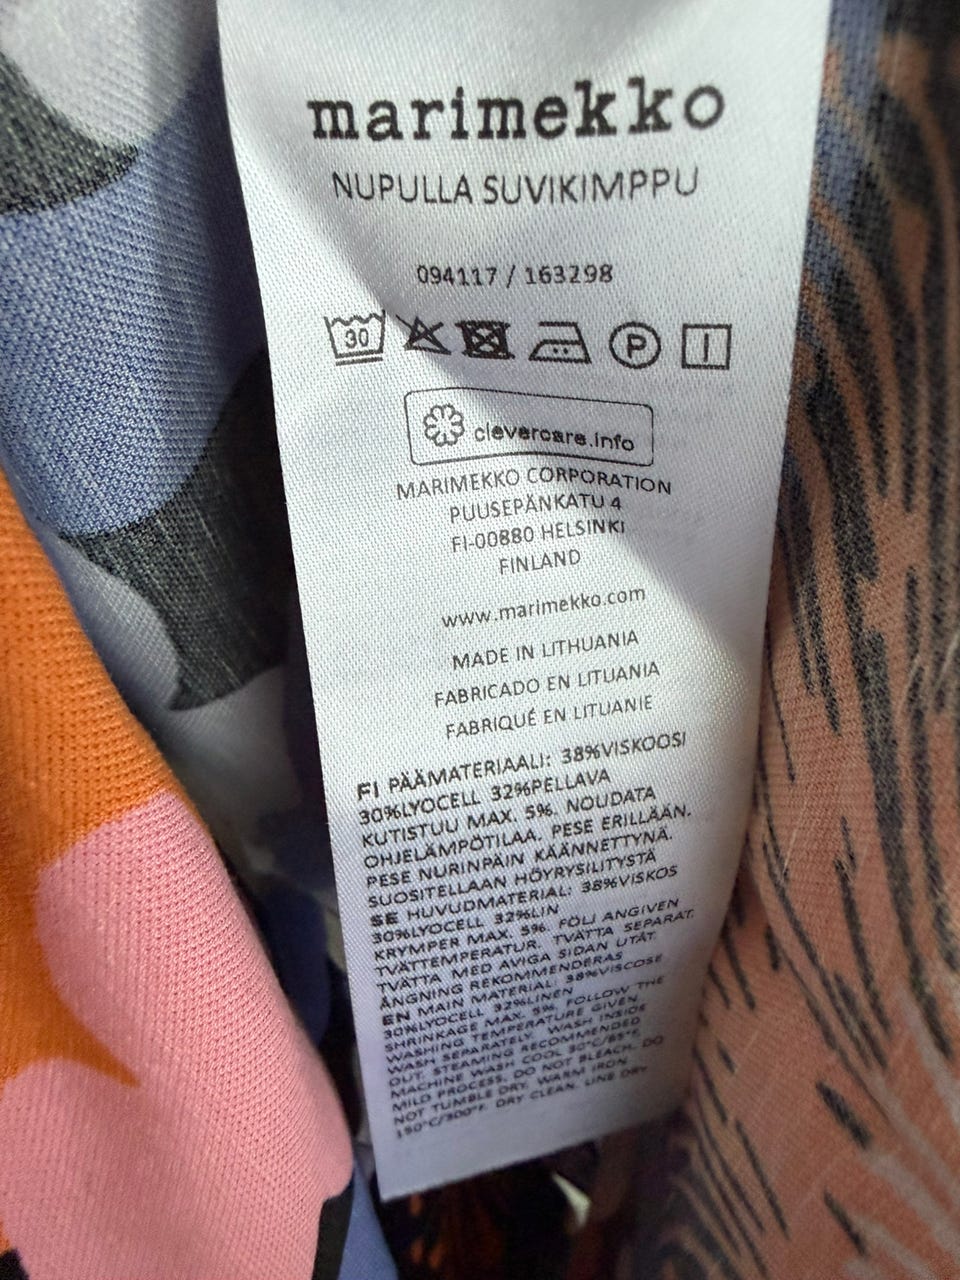 marimekko
NUPULLA SUVIKIMPPU
094117 / 163298
30 P
clevercare.info
MARIMEKKO CORPORATION
PUUSEPÄNKATU 4
FI-00880 HELSINKI
FINLAND
www.marimekko.com
MADE IN LITHUANIA
FABRICADO EN LITUANIA
FABRIQUÉ EN LITUANIE
FI PÄÄMATERIAALI: 38%VISKOOSI
30%LYOCELL 32%PELLAVA
KUTISTUU MAX. 5%. NOUDATA
OHJELÄMPÖTILAA. PESE ERILLÄÄN.
PESE NURINPÄIN KÄÄNNETTYNÄ.
SUOSITELLAAN HÖYRYSILITYSTÄ
SE HUVUDMATERIAL: 38%VISKOS
30%LYOCELL 32%LIN
KRYMPER MAX. 5%. FÖLJ ANGIVEN
TVÄTTEMPERATUR. TVÄTTA SEPARAT.
TVÄTTA MED AVIGA SIDAN UTÅT.
ÅNGNING REKOMMENDERAS
EN MAIN MATERIAL: 38%VISCOSE
30%LYOCELL 32%LINEN
SHRINKAGE MAX. 5%. FOLLOW THE
WASHING TEMPERATURE GIVEN.
WASH SEPARATELY. WASH INSIDE
OUT. STEAMING RECOMMENDED
MACHINE WASH COOL 30°C/85°F,
MILD PROCESS. DO NOT BLEACH. DO
NOT TUMBLE DRY. WARM IRON
150°C/300°F. DRY CLEAN. LINE DRY